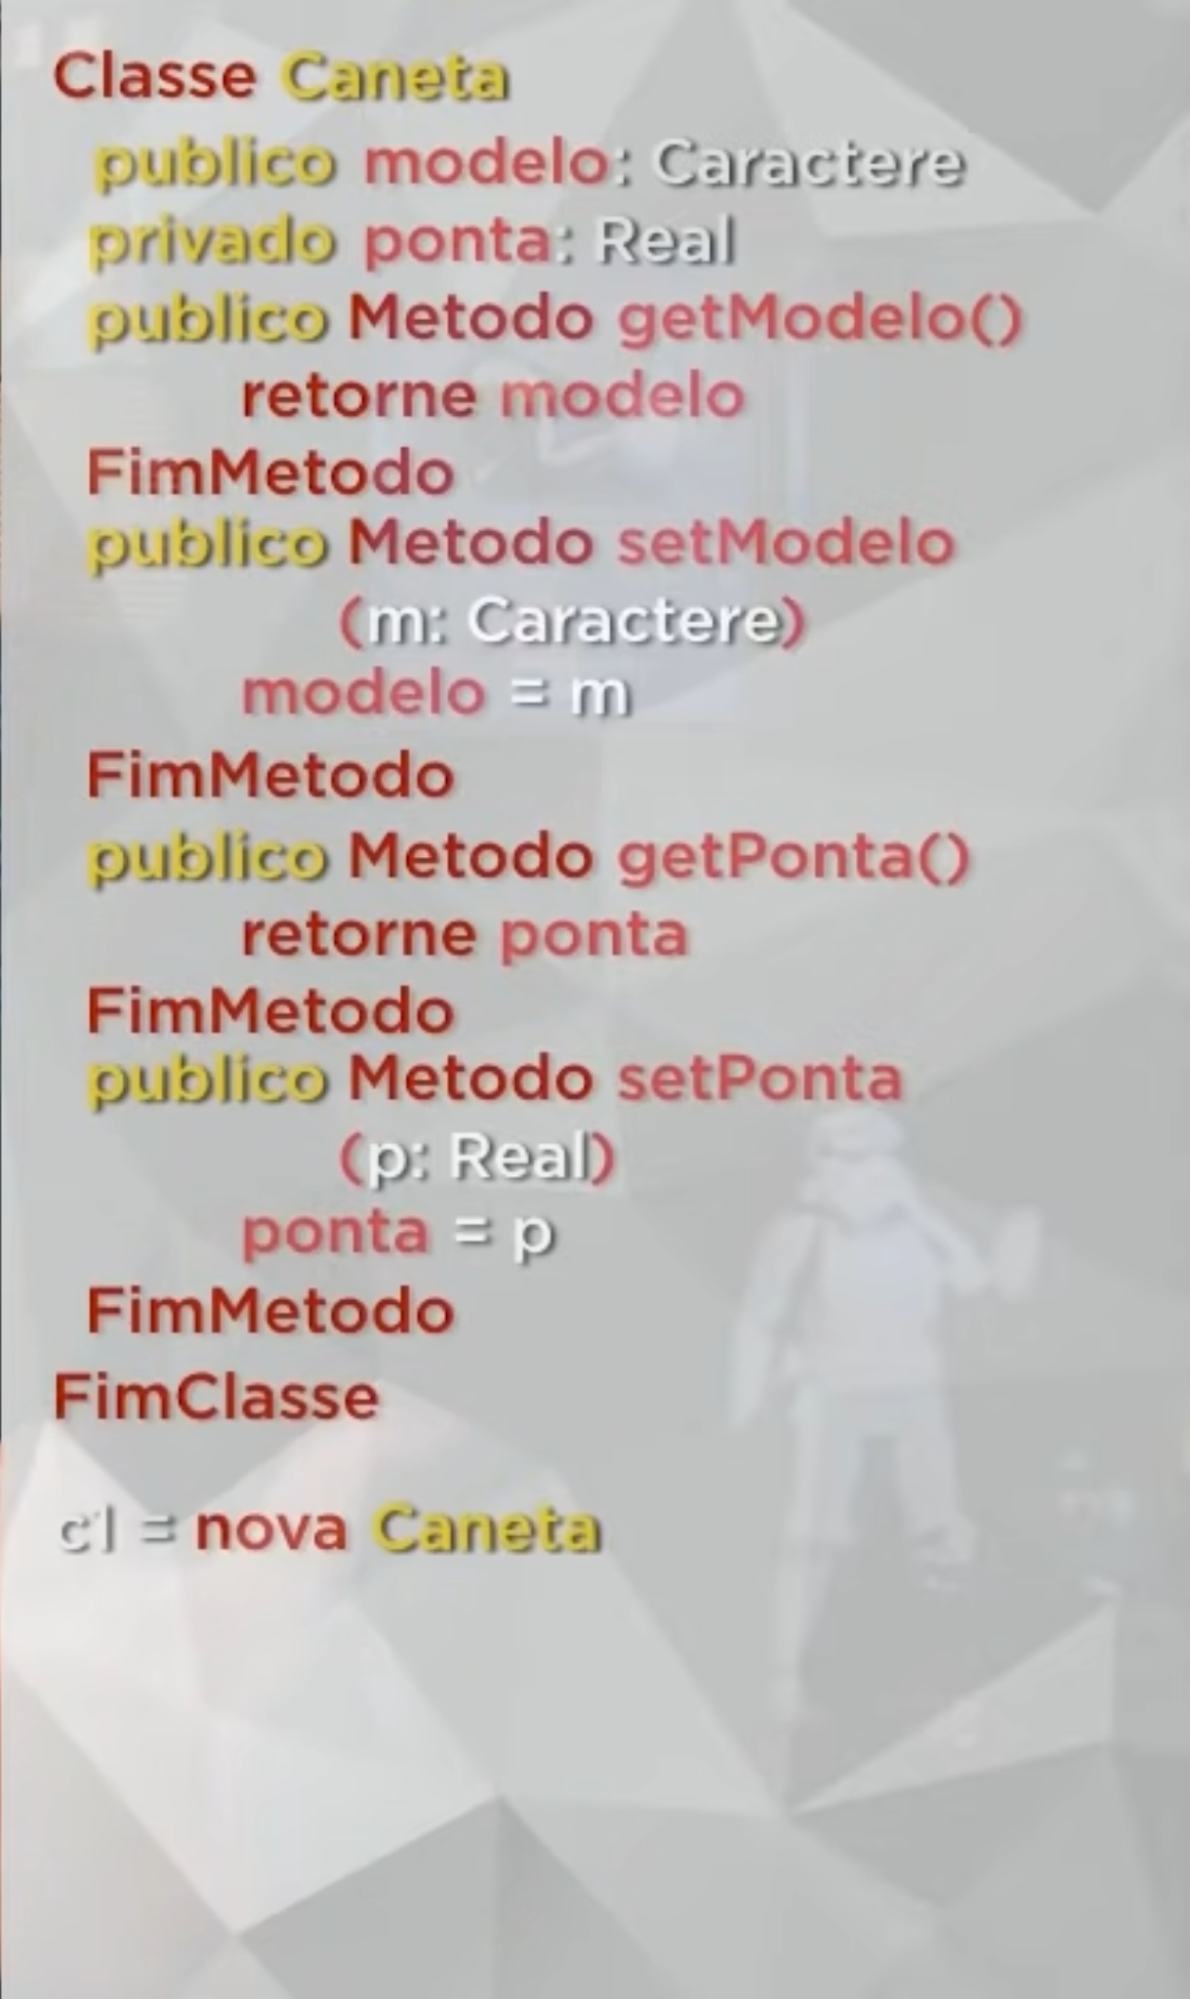 Classe Caneta
publico modelo: Caractere
privado ponta: Real
publico Metodo getModelo()
retorne modelo
FimMetodo
publico Metodo setModelo
(m: Caractere)
modelo = m
FimMetodo
publico Metodo getPonta()
retorne ponta
FimMetodo
publico Metodo setPonta
(p: Real)
ponta = p
FimMetodo
FimClasse
c1 = nova Caneta